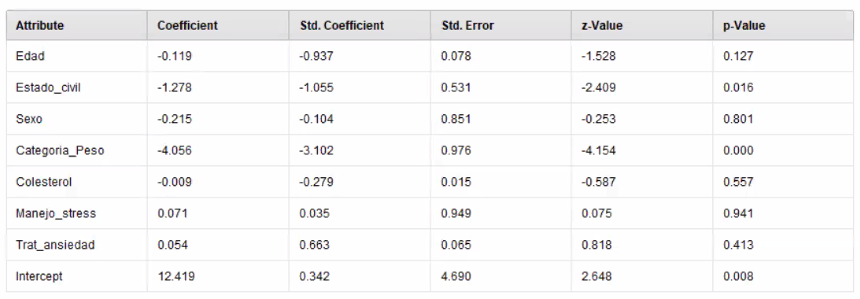 Attribute Coefficient Std. Coefficient Std. Error z-Value p-Value
Edad -0.119 -0.937 0.078 -1.528 0.127
Estado_civil -1.278 -1.055 0.531 -2.409 0.016
Sexo -0.215 -0.104 0.851 -0.253 0.801
Categoria_Peso -4.056 -3.102 0.976 -4.154 0.000
Colesterol -0.009 -0.279 0.015 -0.587 0.557
Manejo_stress 0.071 0.035 0.949 0.075 0.941
Trat_ansiedad 0.054 0.663 0.065 0.818 0.413
Intercept 12.419 0.342 4.690 2.648 0.008